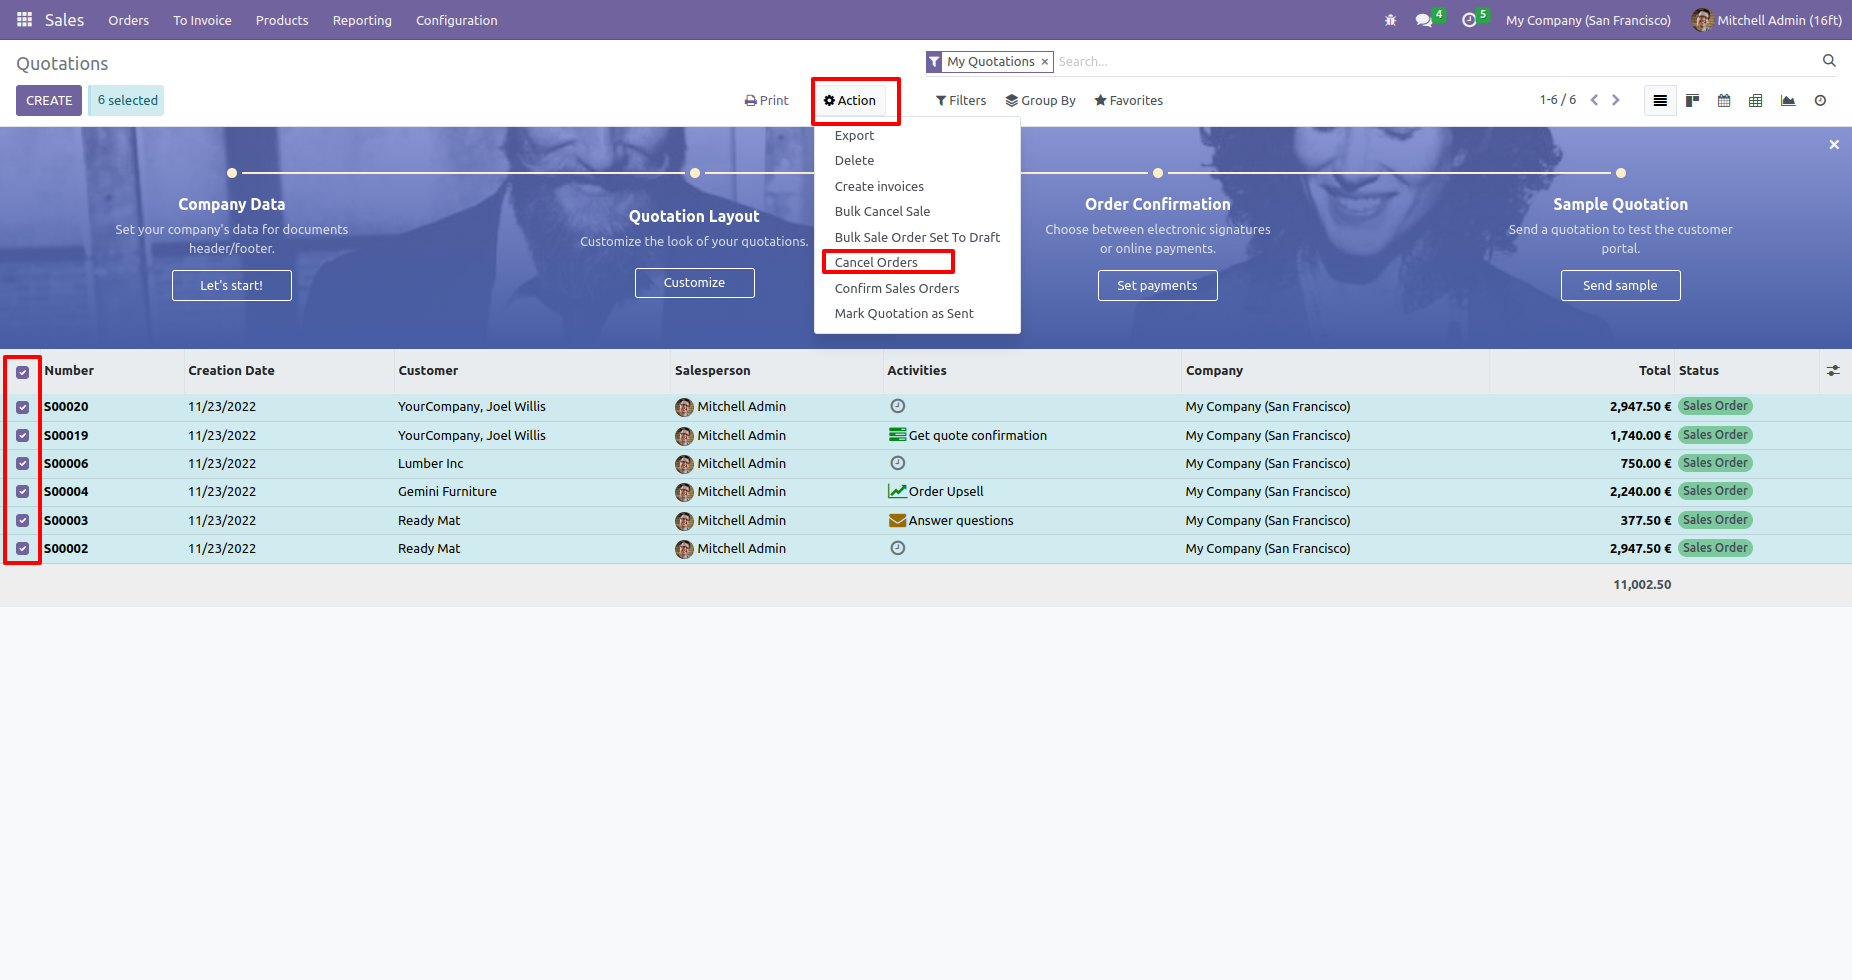 Sales Orders To Invoice Products Reporting Configuration 4 5 My Company (San Francisco) Mitchell Admin (16ft)
Quotations
My Quotations × Search...
CREATE 6 selected Print Action Filters Group By Favorites 1-6 / 6
Export
Delete
Create invoices
Bulk Cancel Sale
Bulk Sale Order Set To Draft
Cancel Orders
Confirm Sales Orders
Mark Quotation as Sent
Company Data
Set your company's data for documents
header/footer.
Let's start!
Quotation Layout
Customize the look of your quotations.
Customize
Order Confirmation
Choose between electronic signatures
or online payments.
Set payments
Sample Quotation
Send a quotation to test the customer
portal.
Send sample
Number Creation Date Customer Salesperson Activities Company Total Status
S00020 11/23/2022 YourCompany, Joel Willis Mitchell Admin My Company (San Francisco) 2,947.50 € Sales Order
S00019 11/23/2022 YourCompany, Joel Willis Mitchell Admin Get quote confirmation My Company (San Francisco) 1,740.00 € Sales Order
S00006 11/23/2022 Lumber Inc Mitchell Admin My Company (San Francisco) 750.00 € Sales Order
S00004 11/23/2022 Gemini Furniture Mitchell Admin Order Upsell My Company (San Francisco) 2,240.00 € Sales Order
S00003 11/23/2022 Ready Mat Mitchell Admin Answer questions My Company (San Francisco) 377.50 € Sales Order
S00002 11/23/2022 Ready Mat Mitchell Admin My Company (San Francisco) 2,947.50 € Sales Order
11,002.50